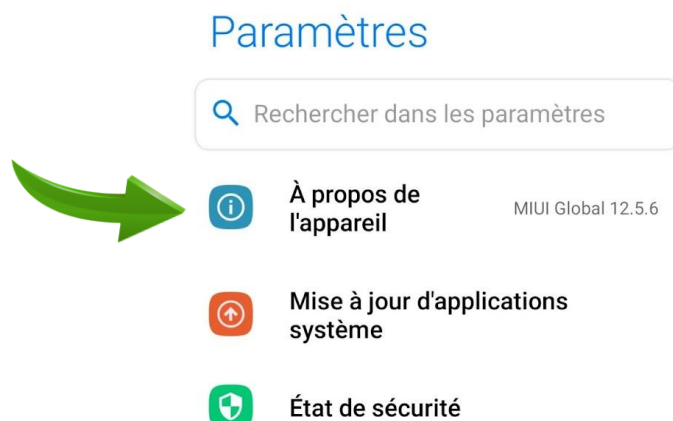 Paramètres
Rechercher dans les paramètres
À propos de
l'appareil
MIUI Global 12.5.6
Mise à jour d'applications
système
État de sécurité